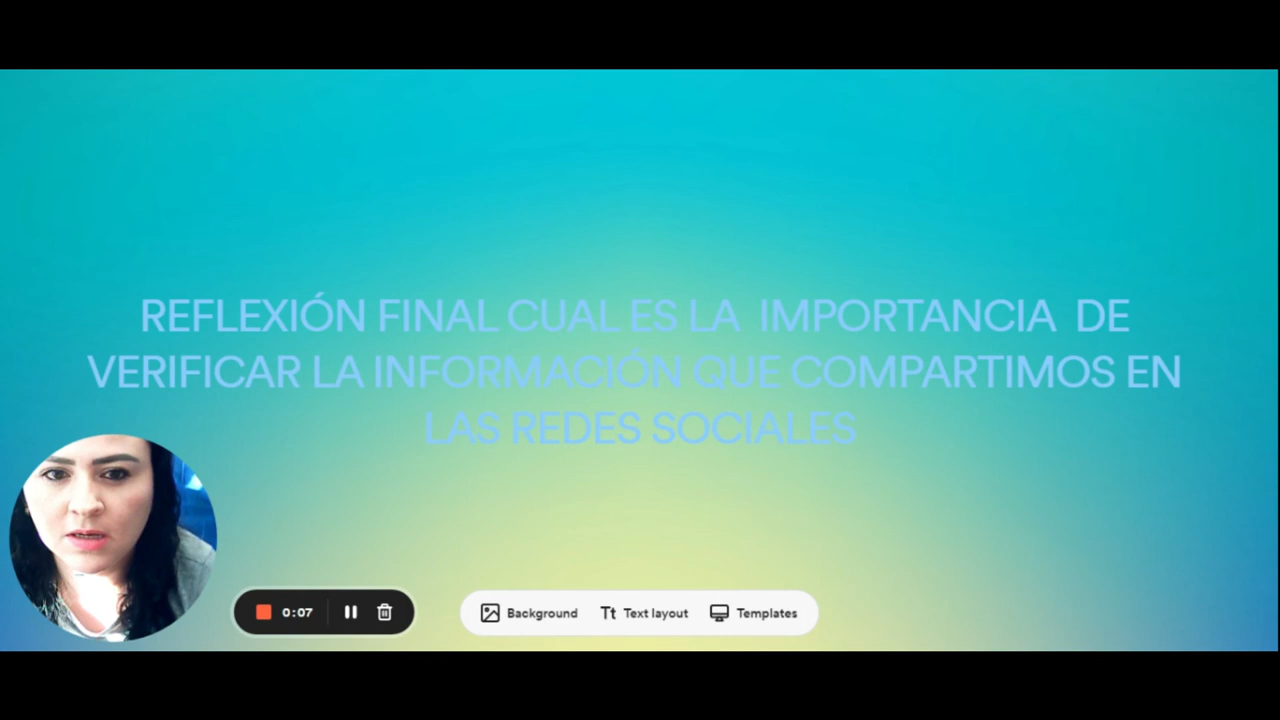 REFLEXIÓN FINAL CUAL ES LA IMPORTANCIA DE
VERIFICAR LA INFORMACIÓN QUE COMPARTIMOS EN
LAS REDES SOCIALES
0:07
Background
Tt Text layout
Templates